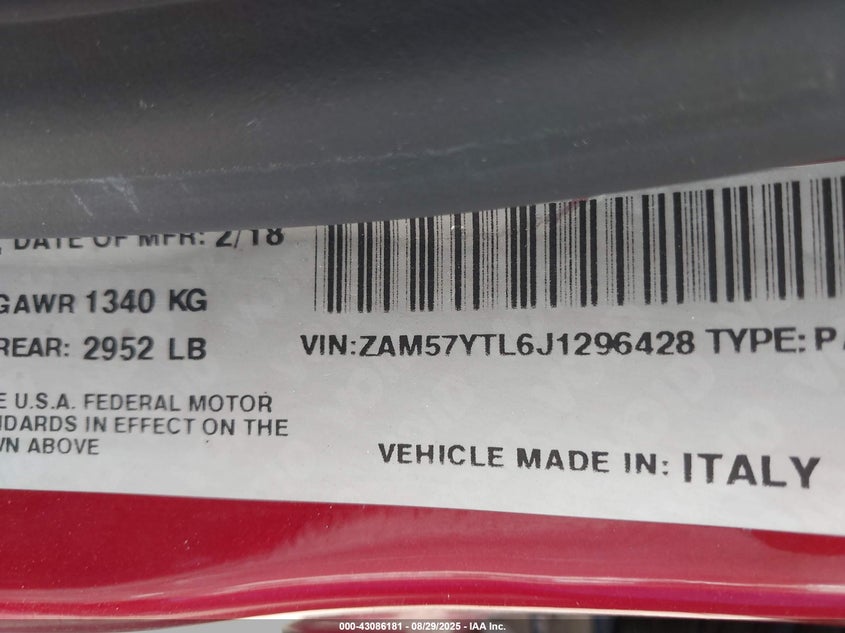 DATE OF MFR: 2/18
GAWR 1340 KG
REAR: 2952 LB
VIN:ZAM57YTL6J1296428 TYPE: P
E U.S.A. FEDERAL MOTOR
NDARDS IN EFFECT ON THE
WN ABOVE
VEHICLE MADE IN: ITALY
000-43086181 - 08/29/2025 - IAA Inc.